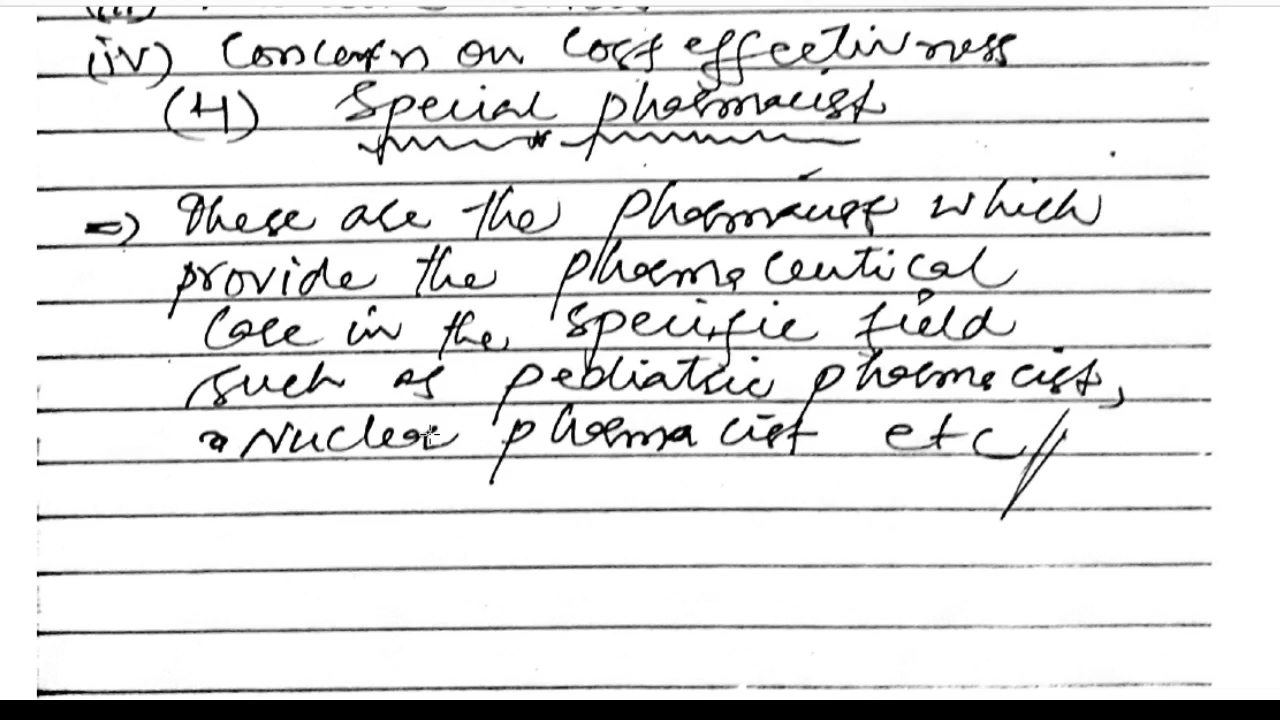 (iv) Concern on Cost effectiveness
(4) Special pharmacist
=> These are the pharmacist which
provide the pharmaceutical
Care in the specific field
such as pediatric pharmacist,
Nuclear pharmacist etc //